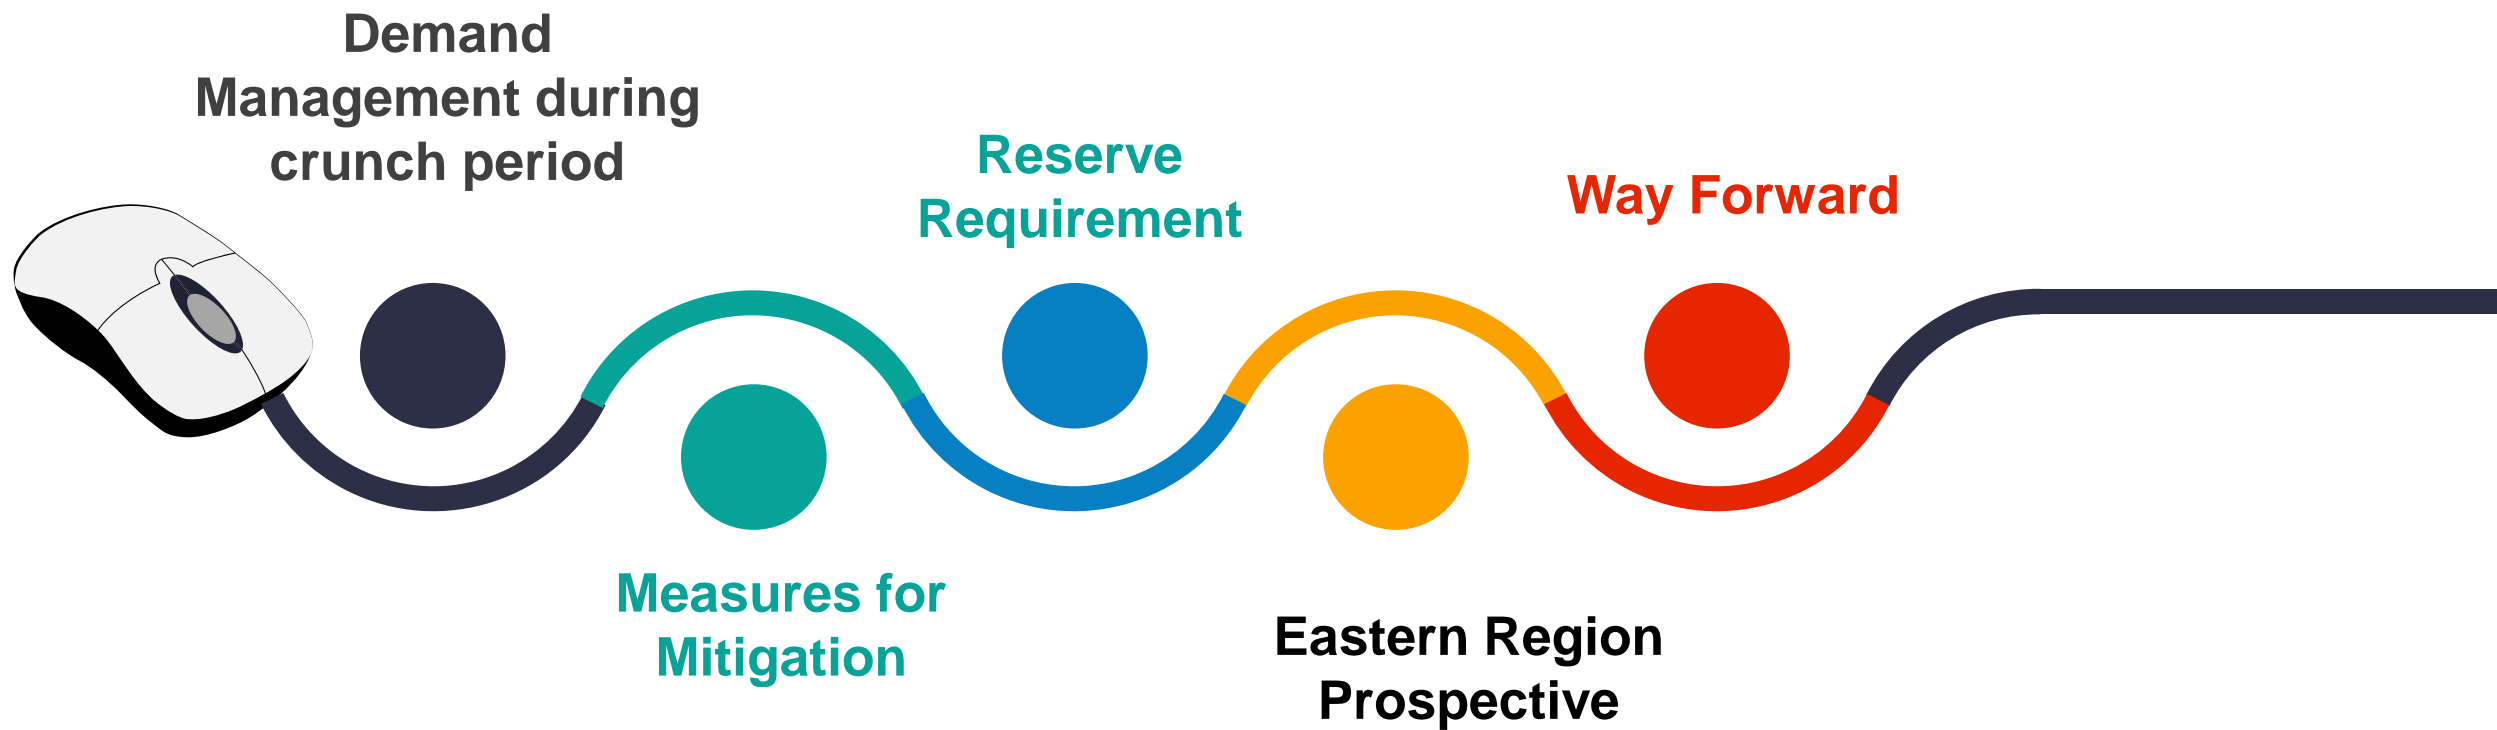 Demand
Management during
crunch period
Measures for
Mitigation
Reserve
Requirement
Eastern Region
Prospective
Way Forward